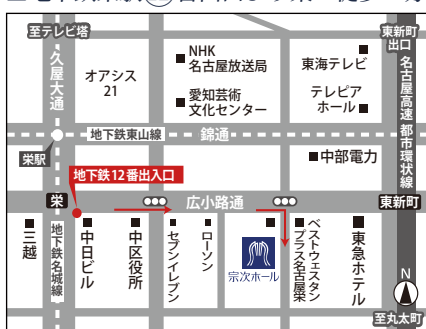 至テレビ塔
久屋大通
オアシス
21
■NHK
名古屋放送局
■愛知芸術
文化センター
東海テレビ
テレピア
ホール■
東新町
出口
名古屋高速 都市環状線
地下鉄東山線
錦通
栄駅
■中部電力
地下鉄12番出入口
栄
広小路通
東新町
三越
地下鉄名城線
中日ビル
中区役所
セブンイレブン
ローソン
宗次ホール
ベストウェスタン
プラス名古屋栄
東急ホテル
N
至丸太町